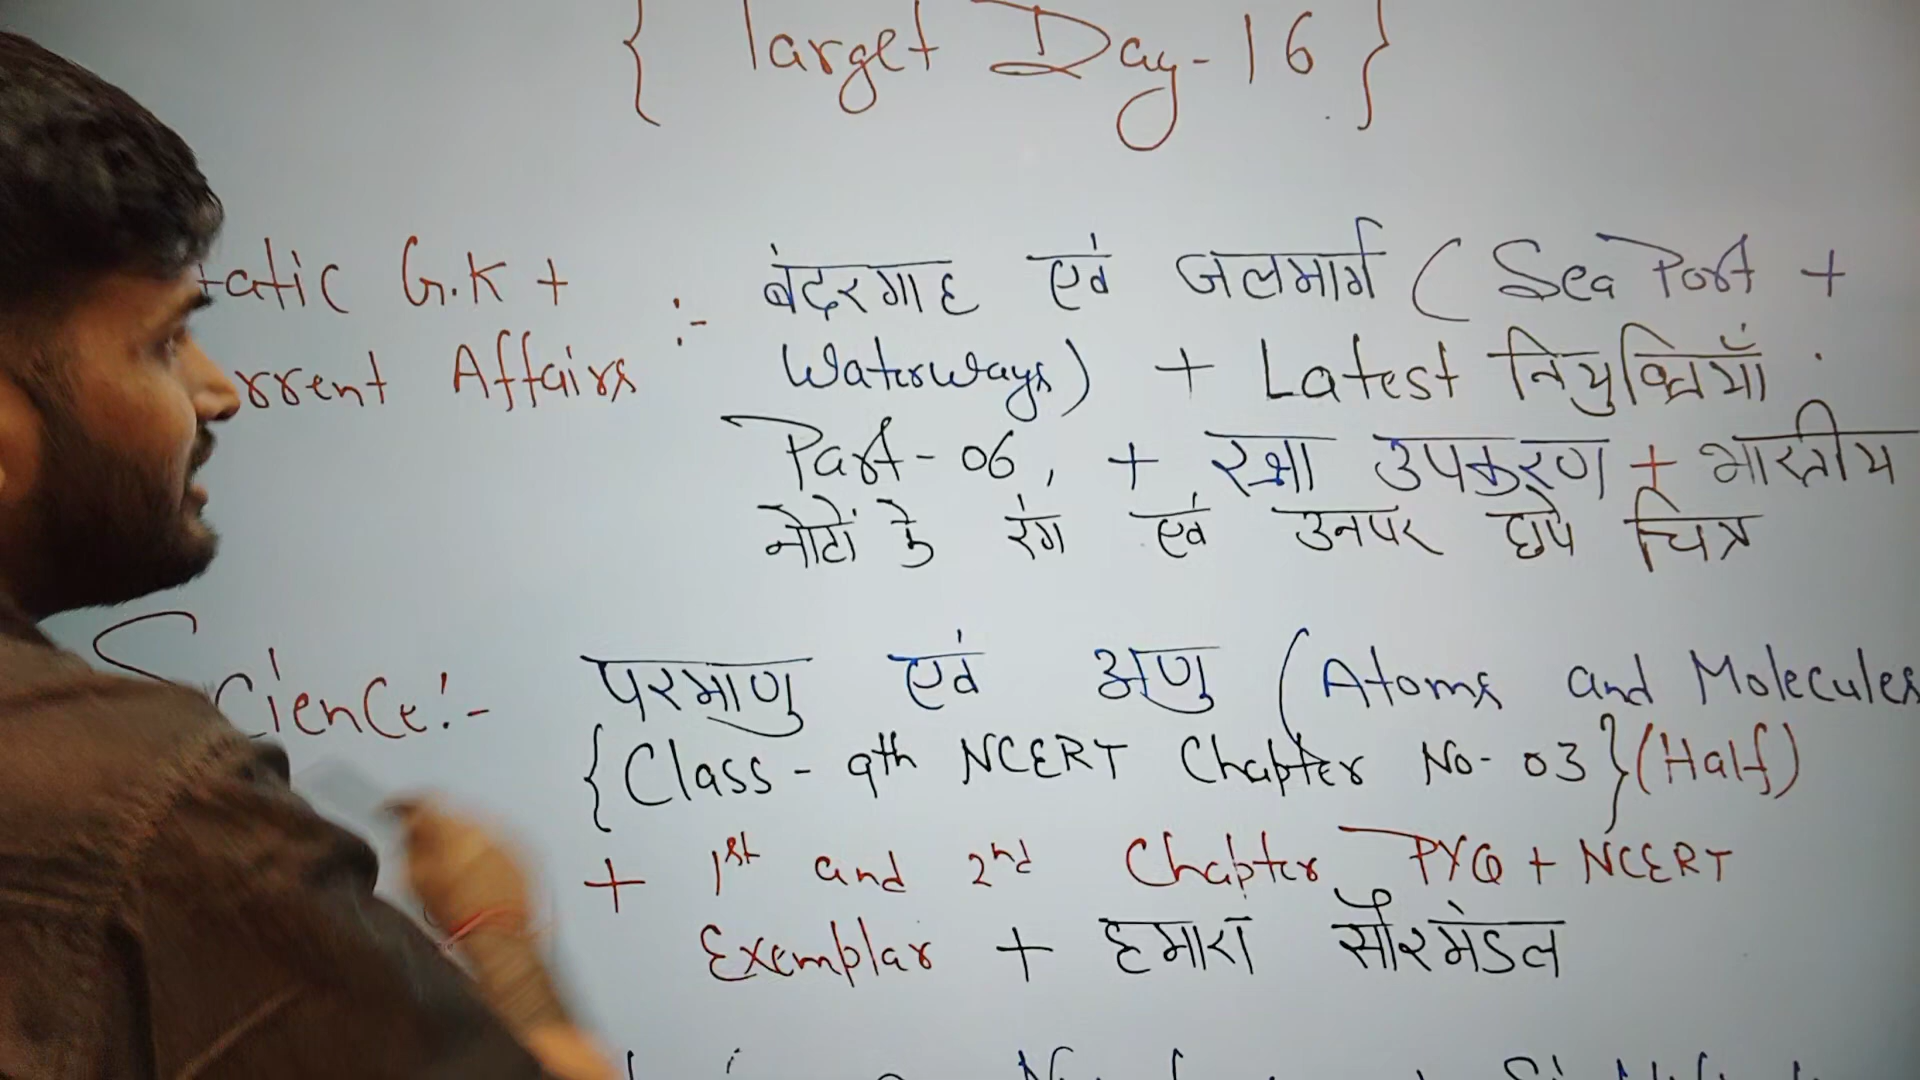 { Target Day-16 }
tatic G.K + :- बंदरगाह एवं जलमार्ग ( Sea Port +
rrent Affairs Waterways) + Latest नियुक्तियाँ
Part-06, + रक्षा उपकरण + भारतीय
नोटों के रंग एवं उनपर छपे चित्र
Science:- परमाणु एवं अणु (Atoms and Molecules
{Class - 9th NCERT Chapter No- 03}(Half)
+ 1st and 2nd Chapter PYQ + NCERT
Exemplar + हमारा सौरमंडल